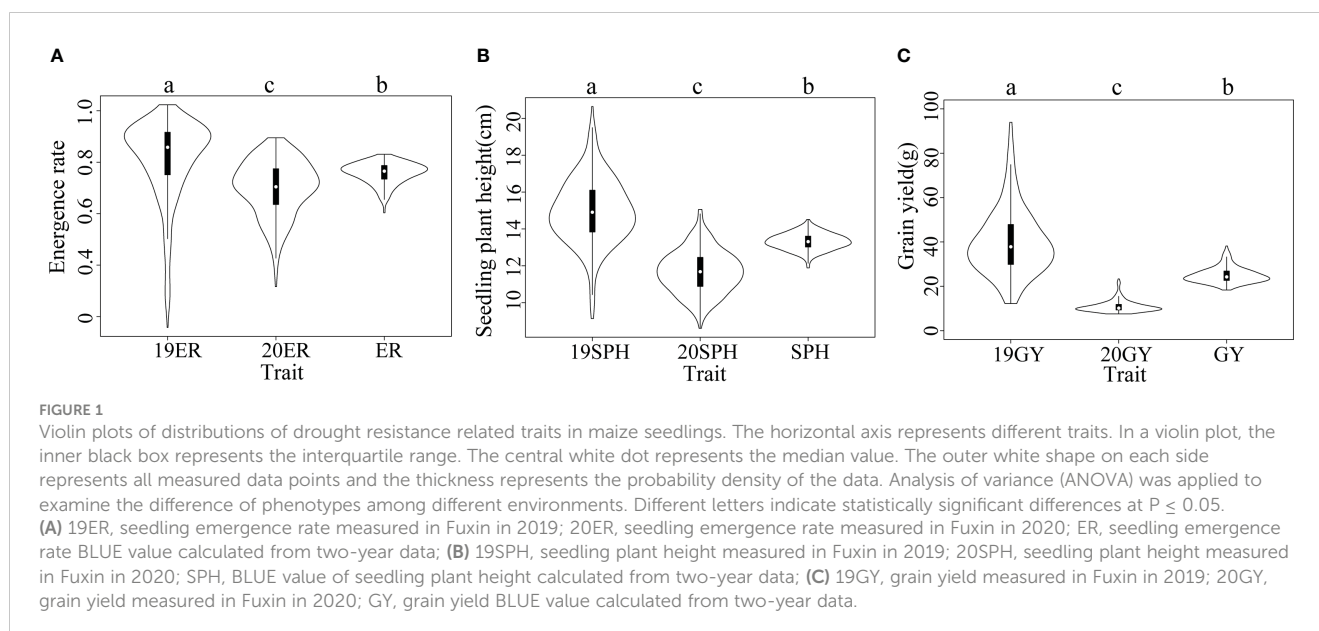 A
a c b
Energence rate
1.0
0.8
0.6
0.4
0
19ER 20ER ER
Trait
B
a c b
Seedling plant height(cm)
20
18
16
14
12
10
19SPH 20SPH SPH
Trait
C
a c b
Grain yield(g)
100
80
60
40
20
0
19GY 20GY GY
Trait
FIGURE 1
Violin plots of distributions of drought resistance related traits in maize seedlings. The horizontal axis represents different traits. In a violin plot, the
inner black box represents the interquartile range. The central white dot represents the median value. The outer white shape on each side
represents all measured data points and the thickness represents the probability density of the data. Analysis of variance (ANOVA) was applied to
examine the difference of phenotypes among different environments. Different letters indicate statistically significant differences at P ≤ 0.05.
(A) 19ER, seedling emergence rate measured in Fuxin in 2019; 20ER, seedling emergence rate measured in Fuxin in 2020; ER, seedling emergence
rate BLUE value calculated from two-year data; (B) 19SPH, seedling plant height measured in Fuxin in 2019; 20SPH, seedling plant height measured
in Fuxin in 2020; SPH, BLUE value of seedling plant height calculated from two-year data; (C) 19GY, grain yield measured in Fuxin in 2019; 20GY,
grain yield measured in Fuxin in 2020; GY, grain yield BLUE value calculated from two-year data.